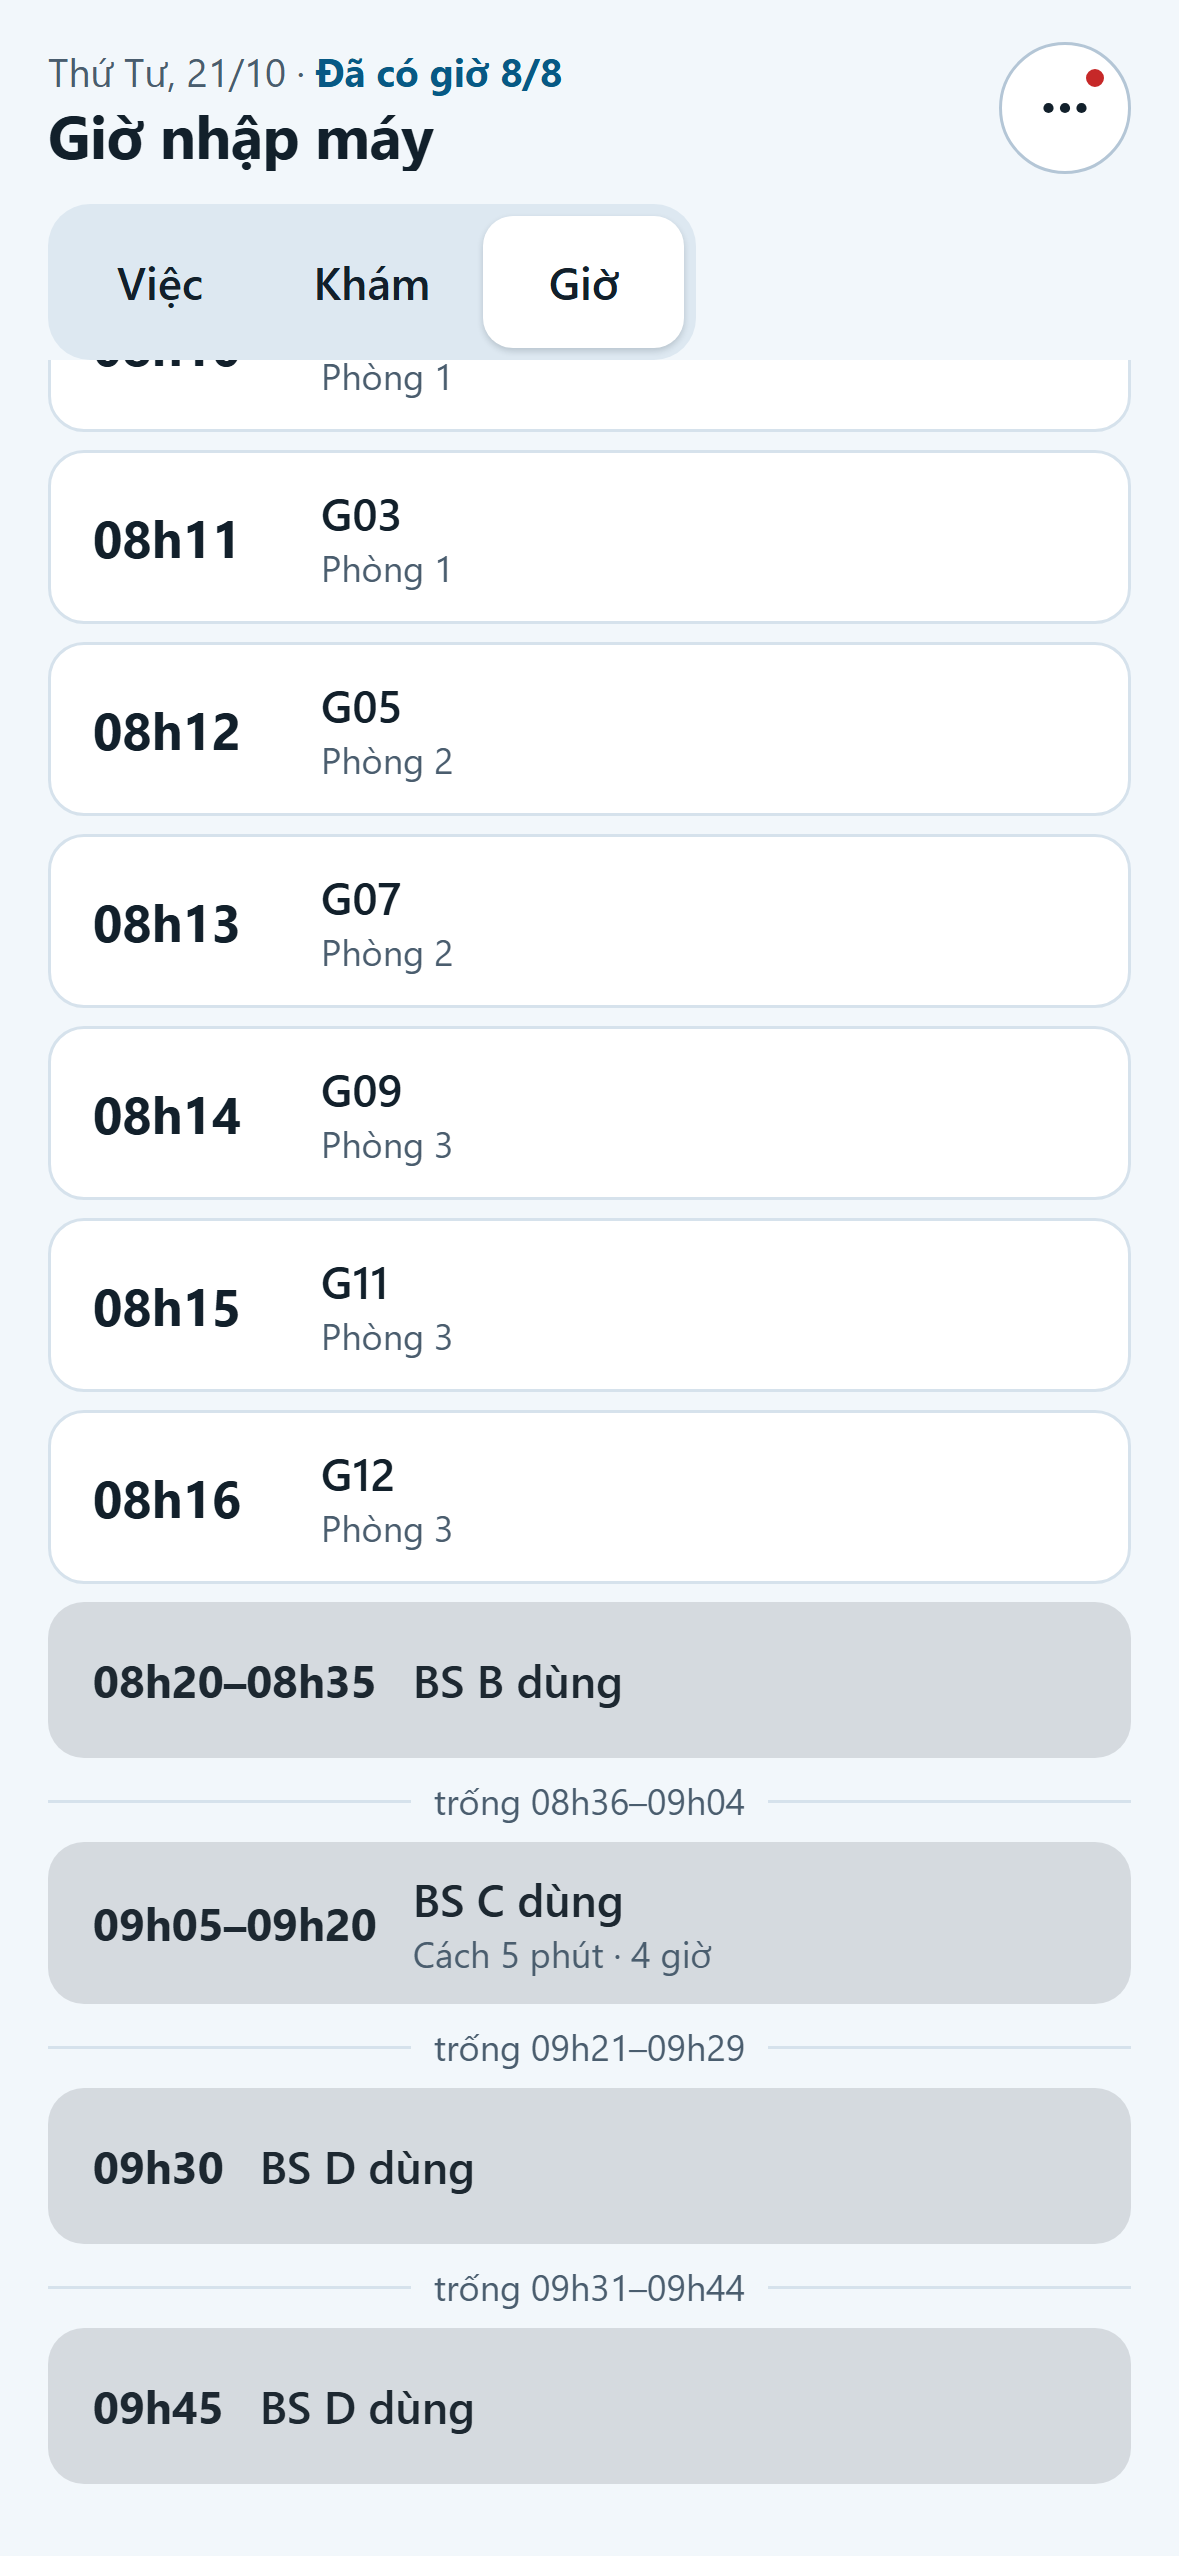 Thứ Tư, 21/10 · Đã có giờ 8/8
Giờ nhập máy
Việc
Khám
Giờ
Phòng 1
08h11
G03
Phòng 1
08h12
G05
Phòng 2
08h13
G07
Phòng 2
08h14
G09
Phòng 3
08h15
G11
Phòng 3
08h16
G12
Phòng 3
08h20–08h35 BS B dùng
trống 08h36–09h04
09h05–09h20
BS C dùng
Cách 5 phút · 4 giờ
trống 09h21–09h29
09h30 BS D dùng
trống 09h31–09h44
09h45 BS D dùng